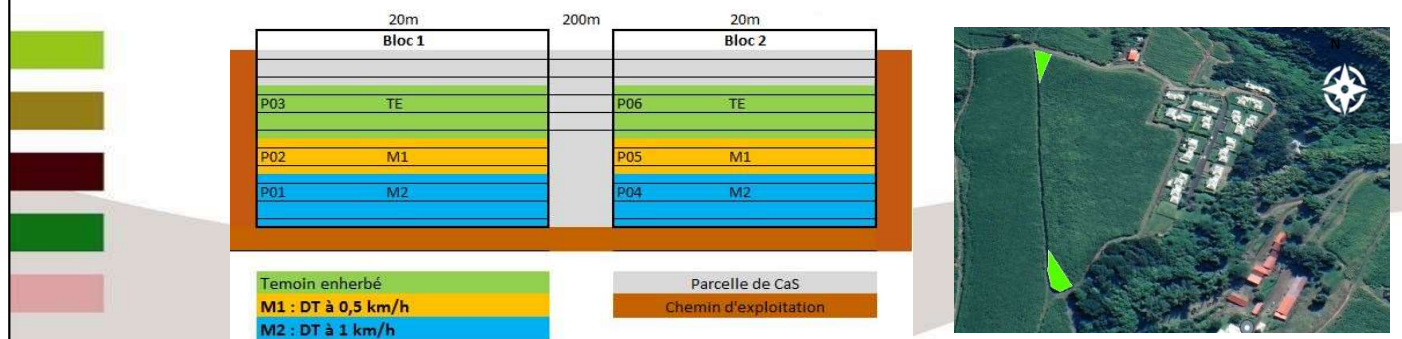 20m 200m 20m
Bloc 1 Bloc 2
P03 TE P06 TE
P02 M1 P05 M1
P01 M2 P04 M2
Temoin enherbé Parcelle de CaS
M1 : DT à 0,5 km/h Chemin d'exploitation
M2 : DT à 1 km/h
N